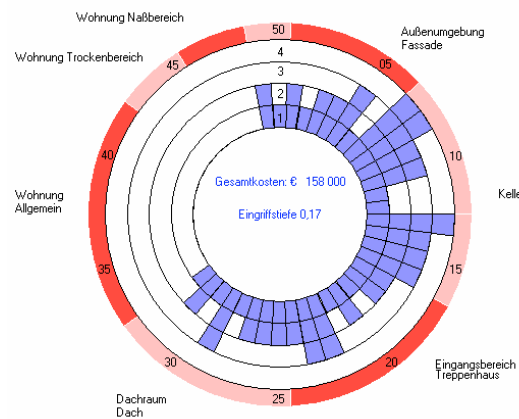 Wohnung Naßbereich
50
Außenumgebung
Fassade
Wohnung Trockenbereich
45
4
3
2
1
05
40
10
Gesamtkosten: € 158 000
Wohnung
Allgemein
Eingriffstiefe 0,17
Kelle
35
15
30
25
20
Eingangsbereich
Treppenhaus
Dachraum
Dach